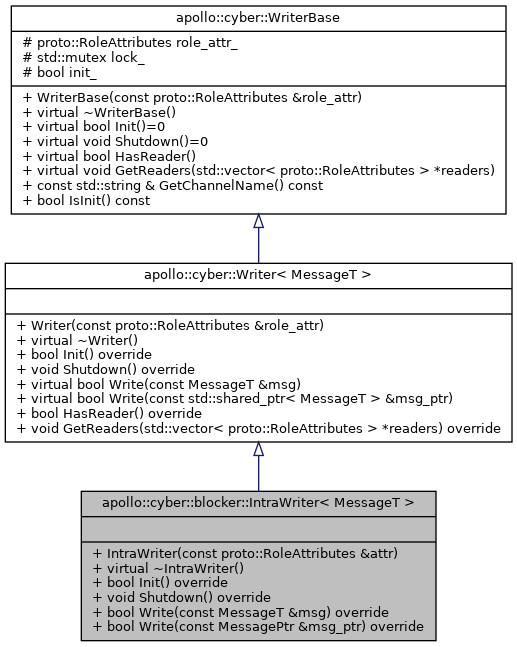 apollo::cyber::WriterBase
# proto::RoleAttributes role_attr_
# std::mutex lock_
# bool init_
+ WriterBase(const proto::RoleAttributes &role_attr)
+ virtual ~WriterBase()
+ virtual bool Init()=0
+ virtual void Shutdown()=0
+ virtual bool HasReader()
+ virtual void GetReaders(std::vector< proto::RoleAttributes > *readers)
+ const std::string & GetChannelName() const
+ bool IsInit() const
apollo::cyber::Writer< MessageT >
+ Writer(const proto::RoleAttributes &role_attr)
+ virtual ~Writer()
+ bool Init() override
+ void Shutdown() override
+ virtual bool Write(const MessageT &msg)
+ virtual bool Write(const std::shared_ptr< MessageT > &msg_ptr)
+ bool HasReader() override
+ void GetReaders(std::vector< proto::RoleAttributes > *readers) override
apollo::cyber::blocker::IntraWriter< MessageT >
+ IntraWriter(const proto::RoleAttributes &attr)
+ virtual ~IntraWriter()
+ bool Init() override
+ void Shutdown() override
+ bool Write(const MessageT &msg) override
+ bool Write(const MessagePtr &msg_ptr) override